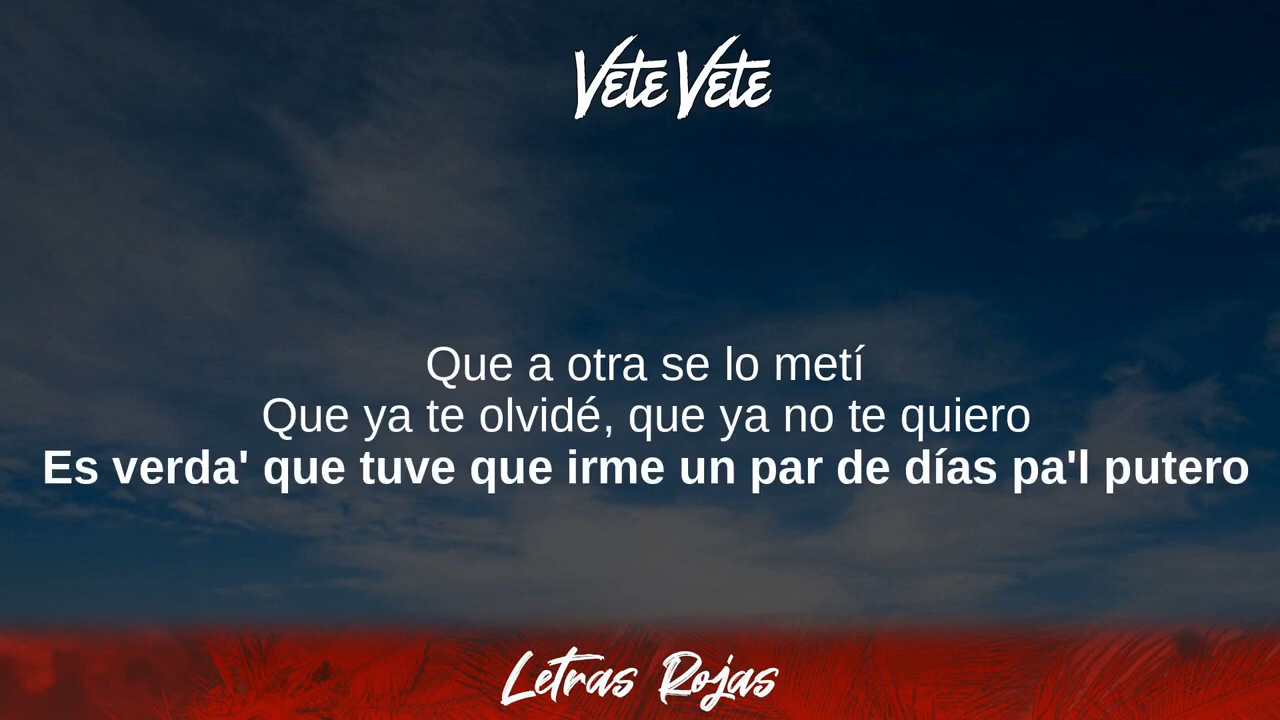 Vete Vete
Que a otra se lo metí
Que ya te olvidé, que ya no te quiero
Es verda' que tuve que irme un par de días pa'l putero
Letras Rojas